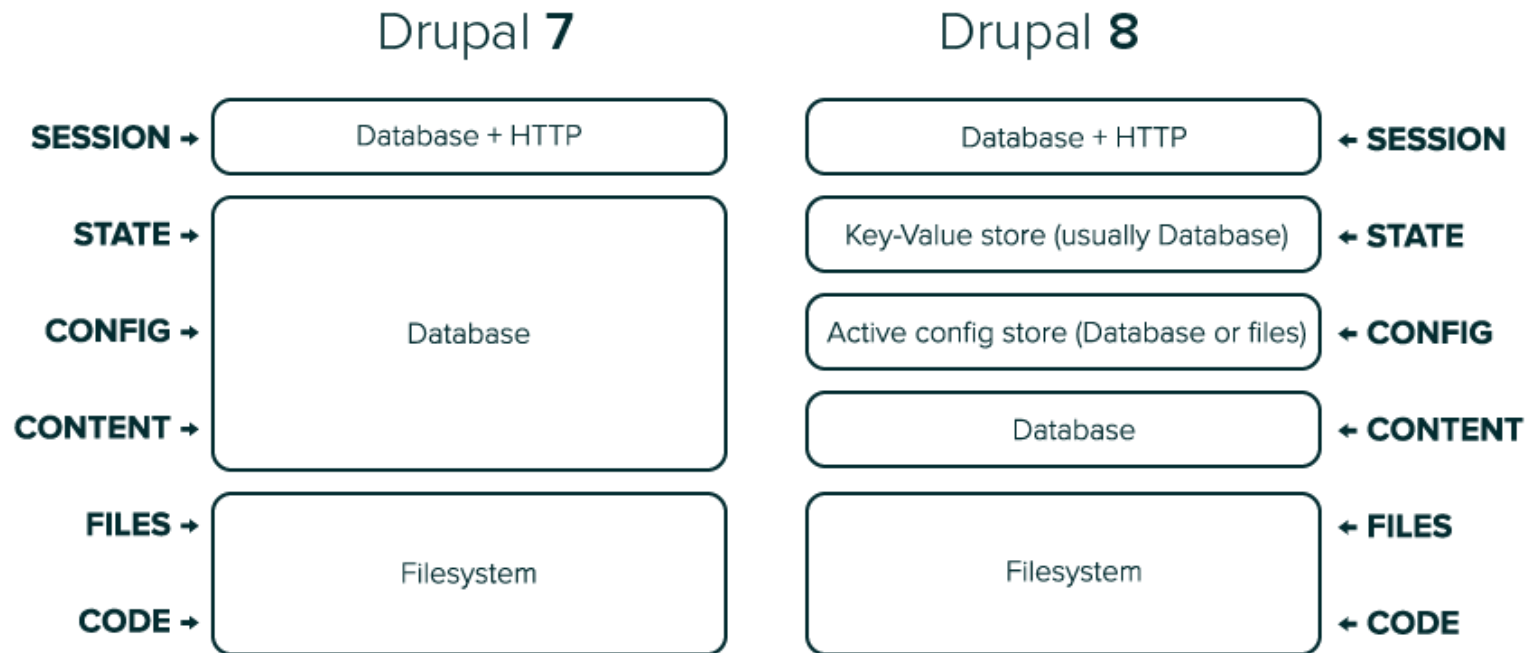 Drupal 7
SESSION → Database + HTTP
STATE →
CONFIG → Database
CONTENT →
FILES →
Filesystem
CODE →
Drupal 8
Database + HTTP ← SESSION
Key-Value store (usually Database) ← STATE
Active config store (Database or files) ← CONFIG
Database ← CONTENT
← FILES
Filesystem
← CODE